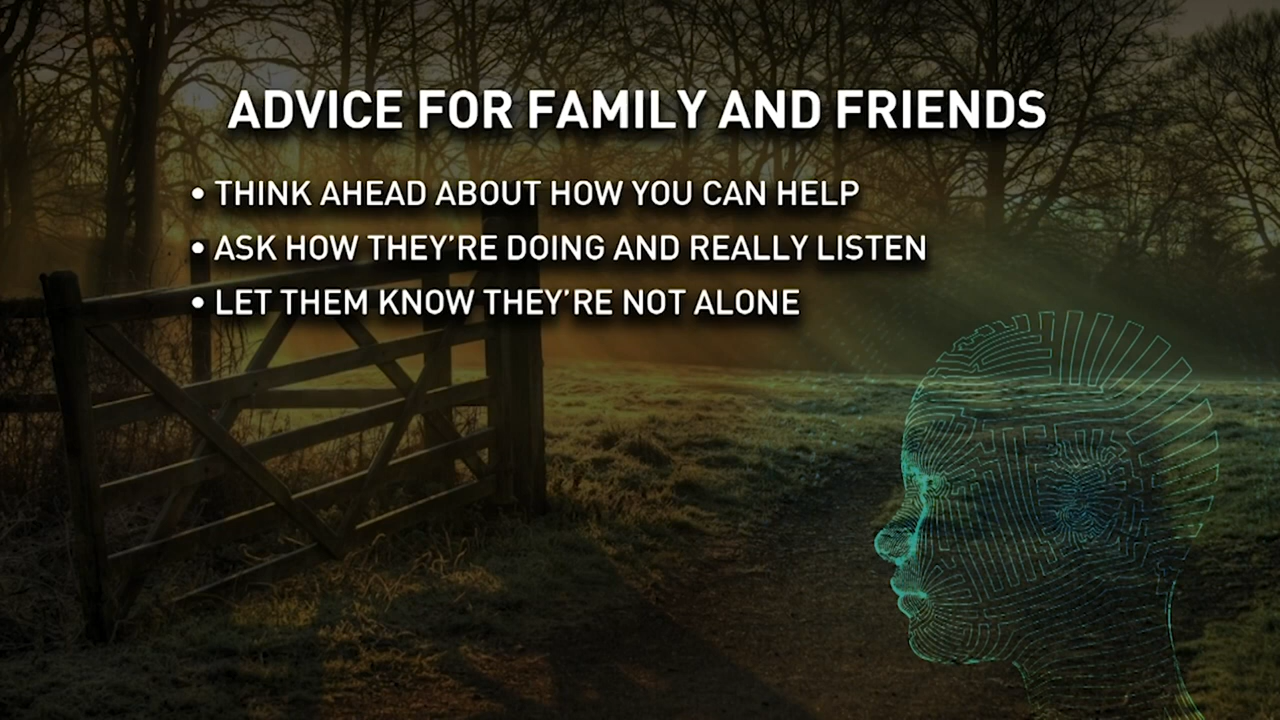 ADVICE FOR FAMILY AND FRIENDS
• THINK AHEAD ABOUT HOW YOU CAN HELP
• ASK HOW THEY’RE DOING AND REALLY LISTEN
• LET THEM KNOW THEY’RE NOT ALONE